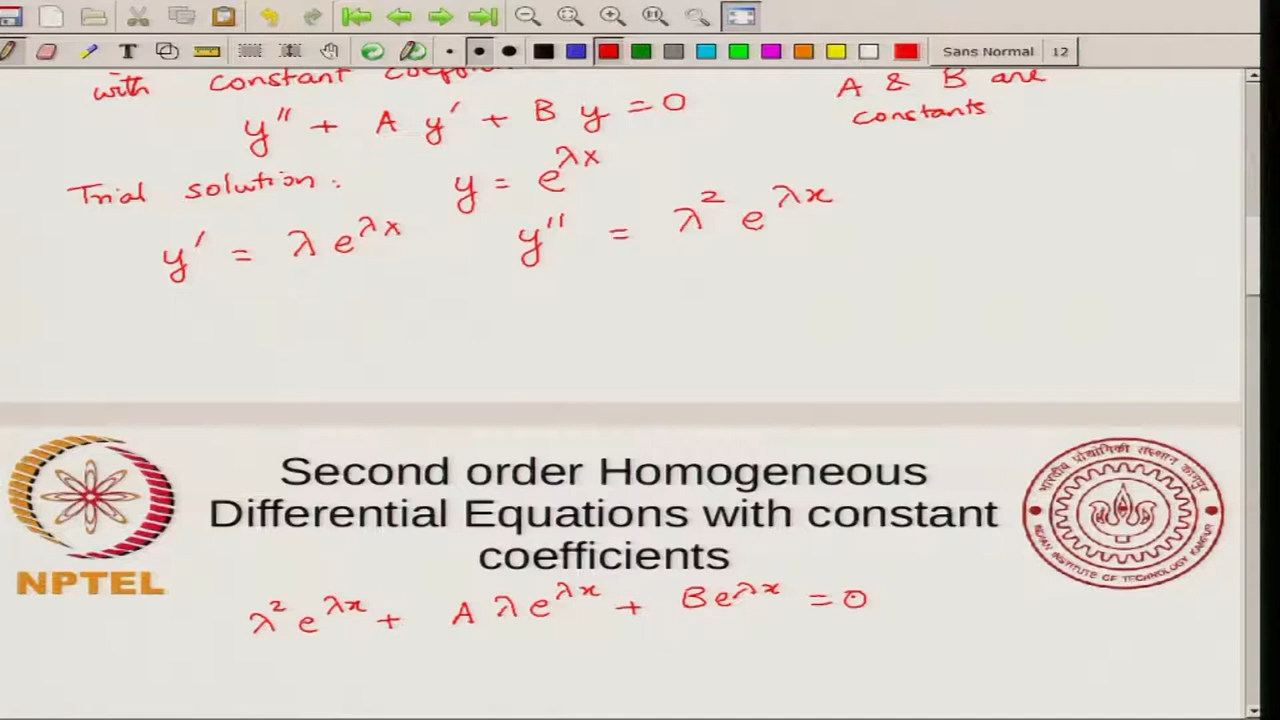 Sans Normal 12
with constant
A & B are
constants
y'' + A y' + B y = 0
Trial solution : y = e^{λx}
y' = λ e^{λx} y'' = λ^2 e^{λx}
Second order Homogeneous
Differential Equations with constant
coefficients
NPTEL
λ^2 e^{λx} + A λ e^{λx} + B e^{λx} = 0